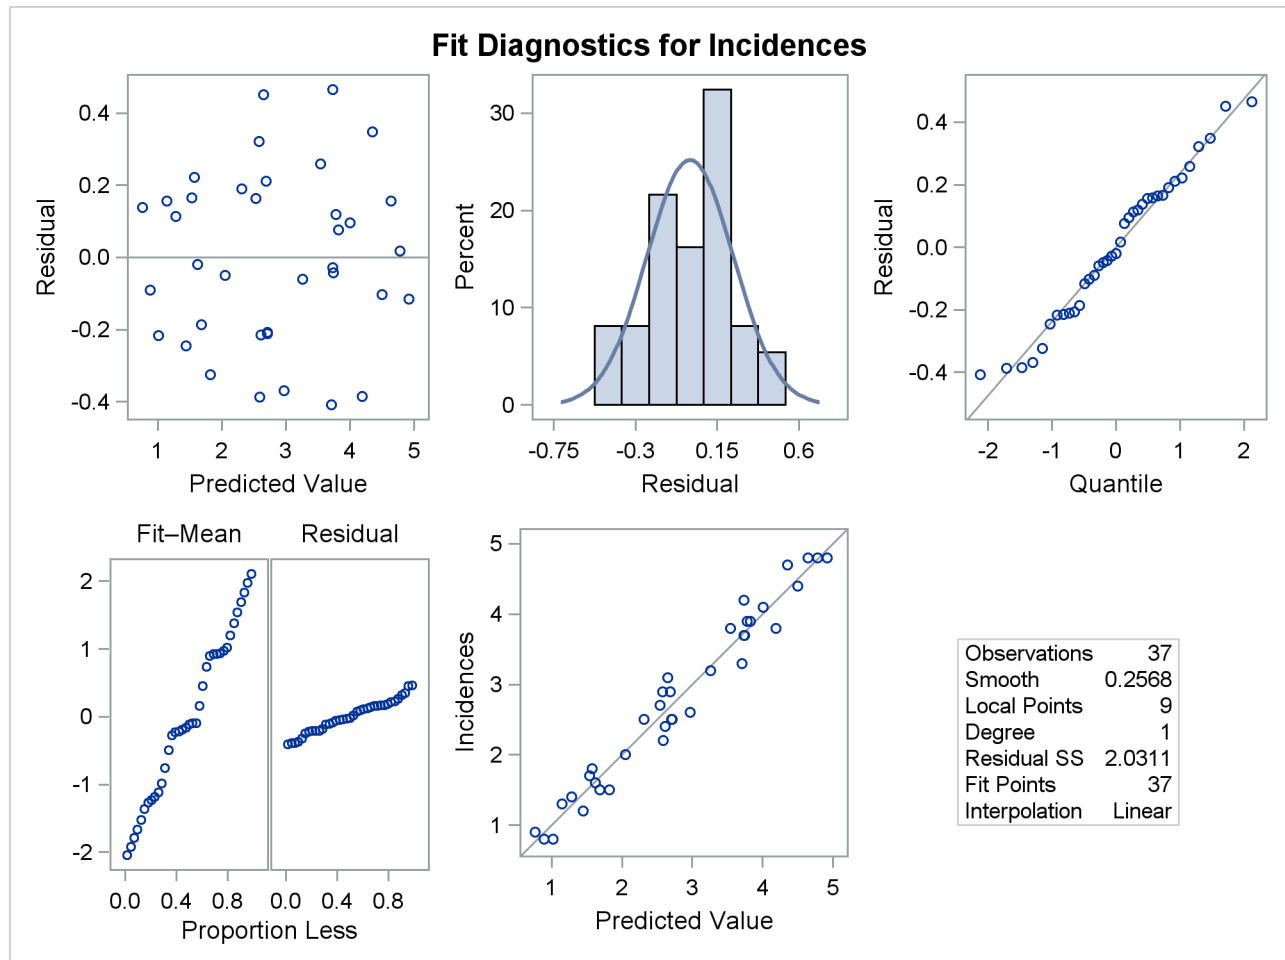 Fit Diagnostics for Incidences
0.4
0.2
0.0
-0.2
-0.4
Residual
1 2 3 4 5
Predicted Value
30
20
10
0
Percent
-0.75 -0.3 0.15 0.6
Residual
0.4
0.2
0.0
-0.2
-0.4
Residual
-2 -1 0 1 2
Quantile
Fit–Mean Residual
2
1
0
-1
-2
0.0 0.4 0.8 0.0 0.4 0.8
Proportion Less
5
4
3
2
1
Incidences
1 2 3 4 5
Predicted Value
Observations 37
Smooth 0.2568
Local Points 9
Degree 1
Residual SS 2.0311
Fit Points 37
Interpolation Linear